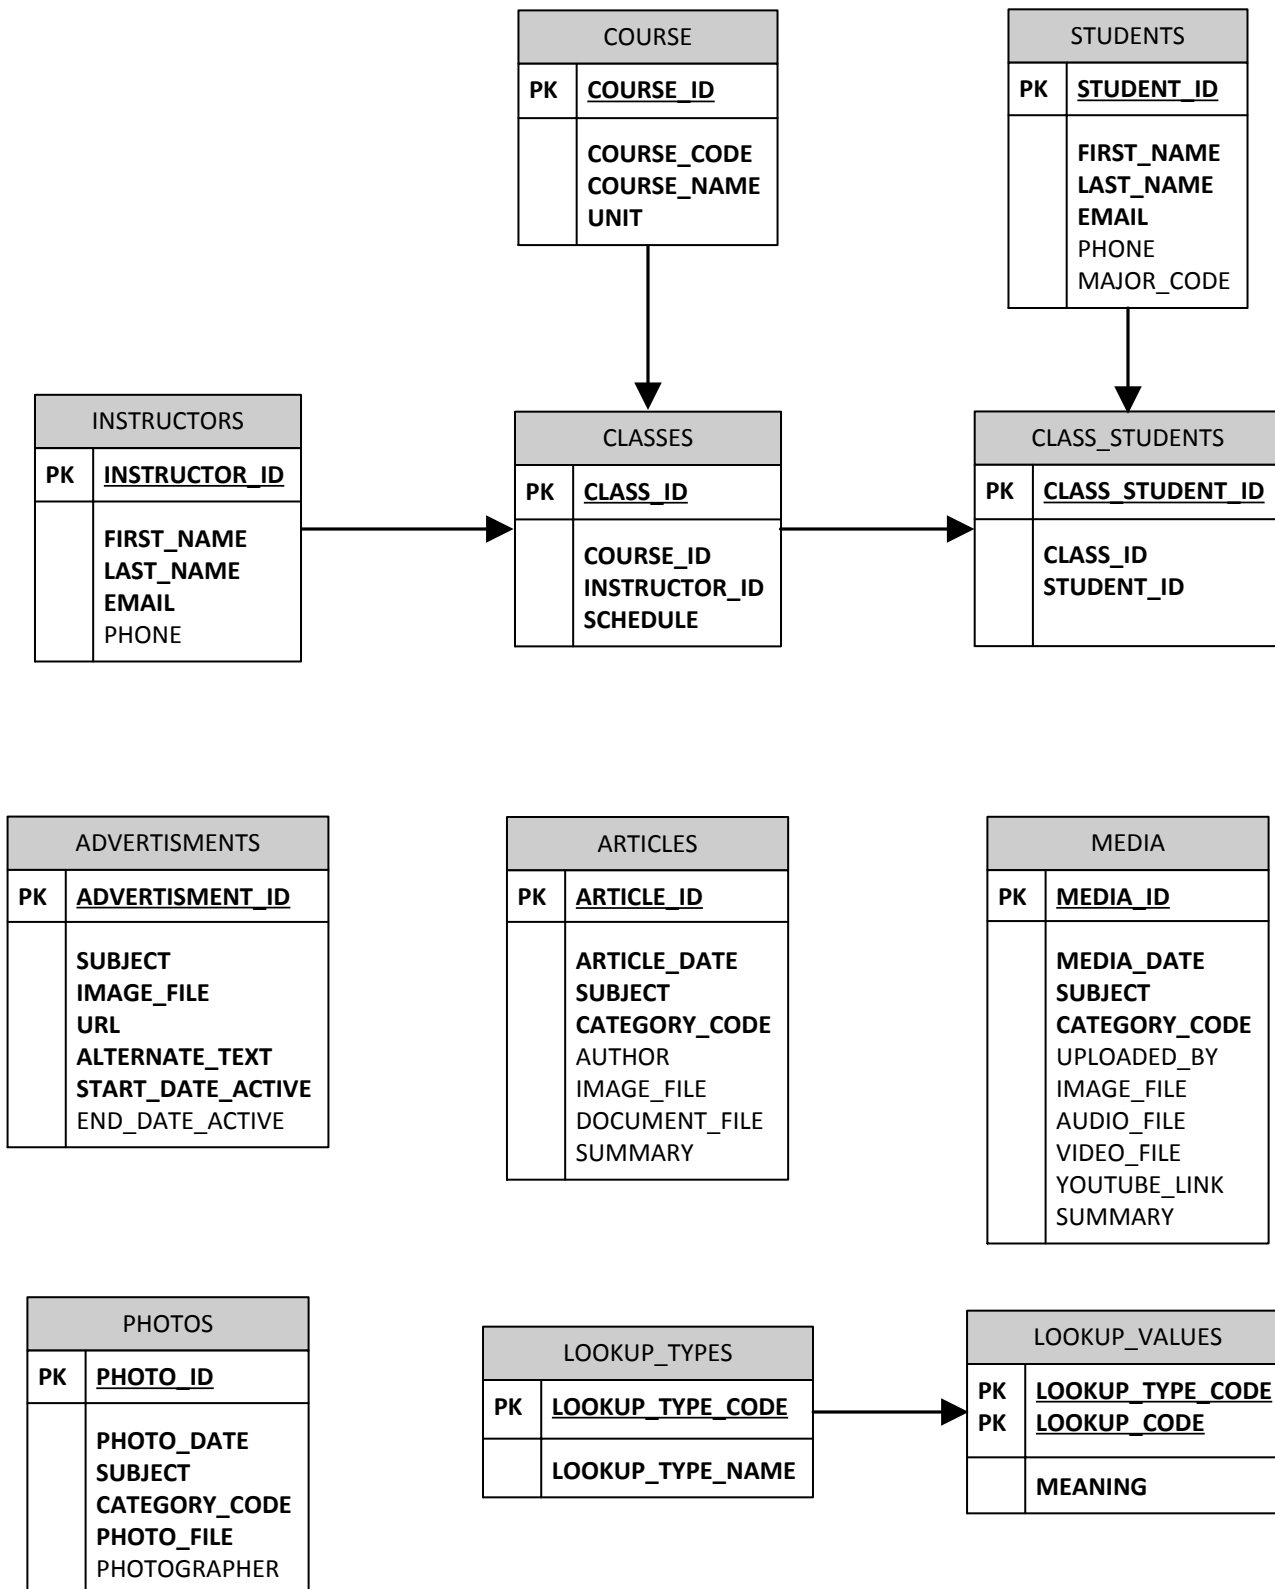 COURSE
PK COURSE_ID
COURSE_CODE
COURSE_NAME
UNIT
STUDENTS
PK STUDENT_ID
FIRST_NAME
LAST_NAME
EMAIL
PHONE
MAJOR_CODE
INSTRUCTORS
PK INSTRUCTOR_ID
FIRST_NAME
LAST_NAME
EMAIL
PHONE
CLASSES
PK CLASS_ID
COURSE_ID
INSTRUCTOR_ID
SCHEDULE
CLASS_STUDENTS
PK CLASS_STUDENT_ID
CLASS_ID
STUDENT_ID
ADVERTISMENTS
PK ADVERTISMENT_ID
SUBJECT
IMAGE_FILE
URL
ALTERNATE_TEXT
START_DATE_ACTIVE
END_DATE_ACTIVE
ARTICLES
PK ARTICLE_ID
ARTICLE_DATE
SUBJECT
CATEGORY_CODE
AUTHOR
IMAGE_FILE
DOCUMENT_FILE
SUMMARY
MEDIA
PK MEDIA_ID
MEDIA_DATE
SUBJECT
CATEGORY_CODE
UPLOADED_BY
IMAGE_FILE
AUDIO_FILE
VIDEO_FILE
YOUTUBE_LINK
SUMMARY
PHOTOS
PK PHOTO_ID
PHOTO_DATE
SUBJECT
CATEGORY_CODE
PHOTO_FILE
PHOTOGRAPHER
LOOKUP_TYPES
PK LOOKUP_TYPE_CODE
LOOKUP_TYPE_NAME
LOOKUP_VALUES
PK LOOKUP_TYPE_CODE
PK LOOKUP_CODE
MEANING